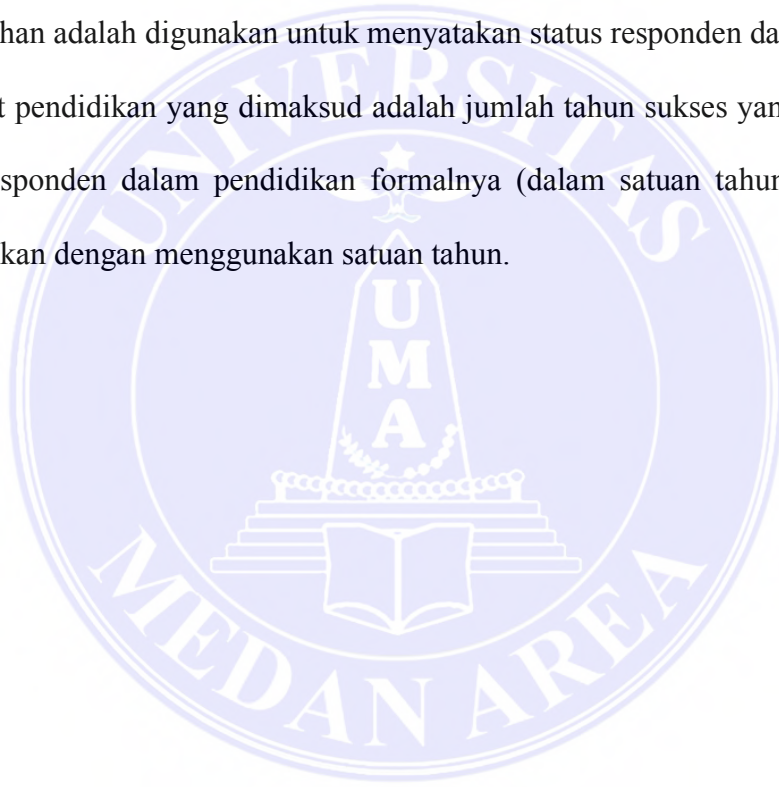 han adalah digunakan untuk menyatakan status responden da
t pendidikan yang dimaksud adalah jumlah tahun sukses yan
sponden dalam pendidikan formalnya (dalam satuan tahun
kan dengan menggunakan satuan tahun.
UNIVERSITAS
UMA
MEDAN AREA